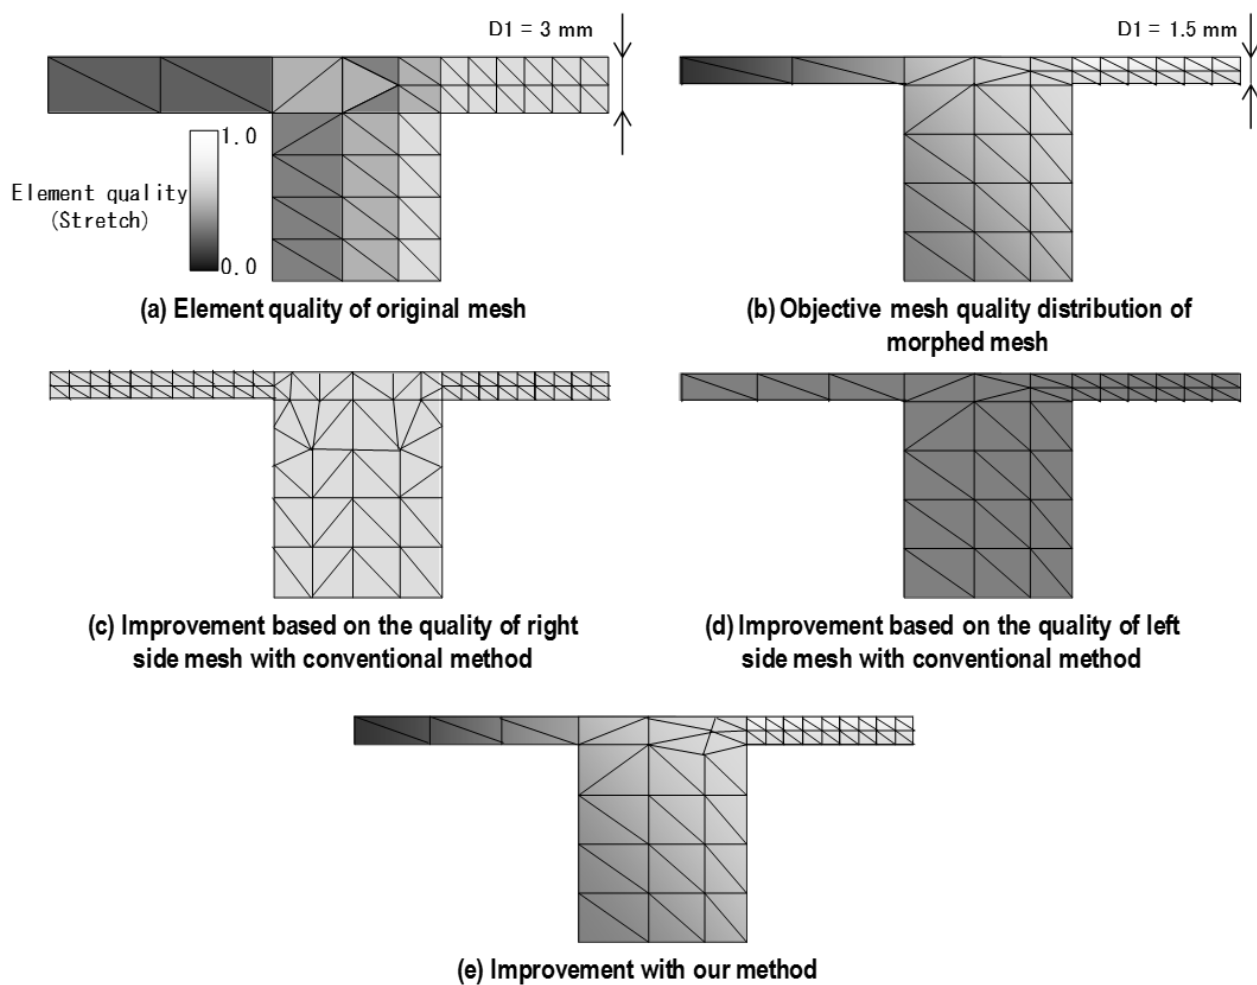 D1 = 3 mm
D1 = 1.5 mm
1.0
Element quality
(Stretch)
0.0
(a) Element quality of original mesh
(b) Objective mesh quality distribution of
morphed mesh
(c) Improvement based on the quality of right
side mesh with conventional method
(d) Improvement based on the quality of left
side mesh with conventional method
(e) Improvement with our method